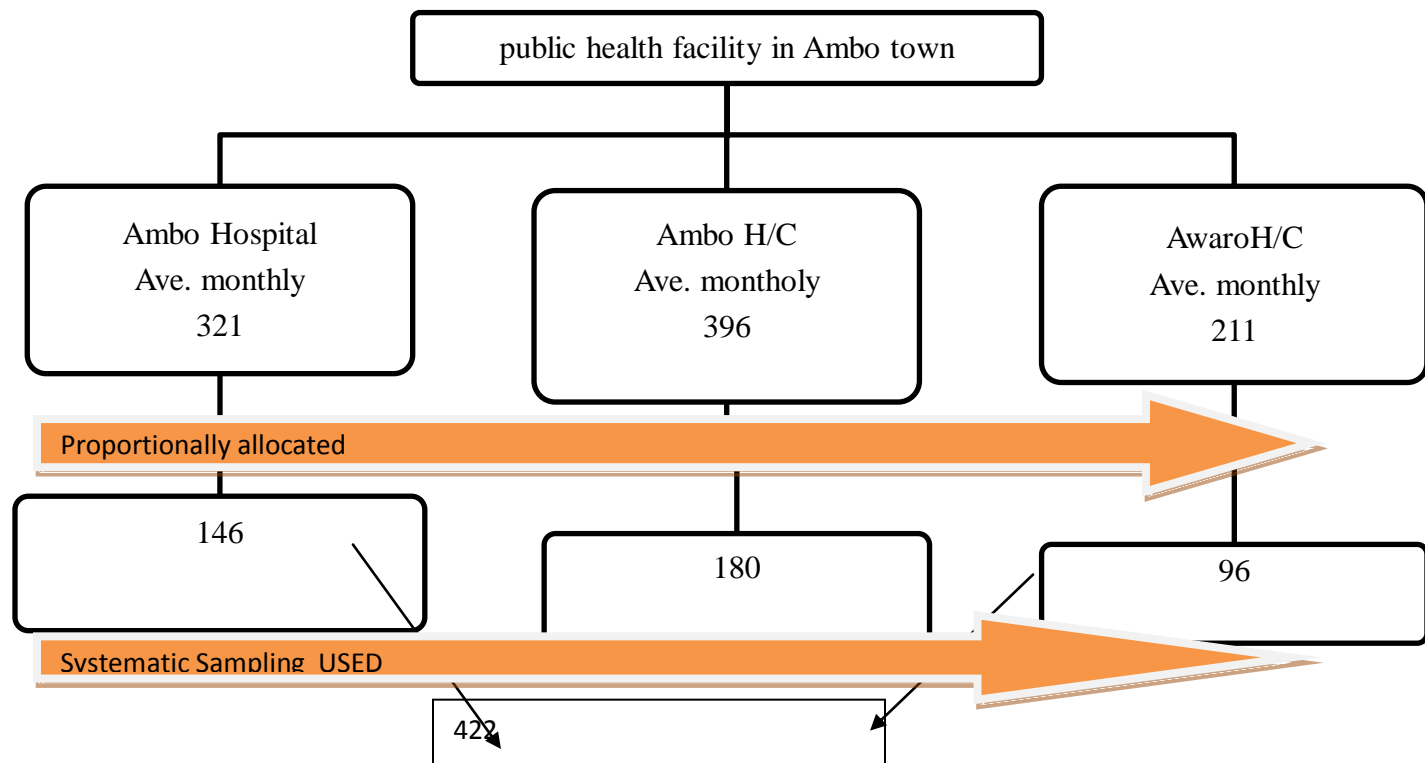 public health facility in Ambo town
Ambo Hospital
Ave. monthly
321
Ambo H/C
Ave. montholy
396
AwaroH/C
Ave. monthly
211
Proportionally allocated
146
180
96
Systematic Sampling USED
422